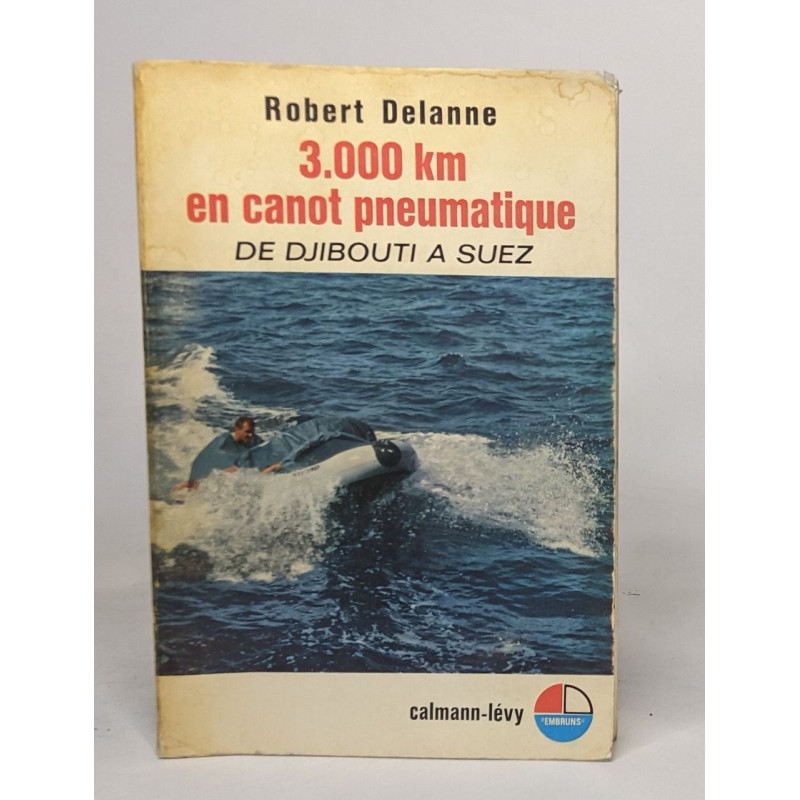 Robert Delanne
3.000 km
en canot pneumatique
DE DJIBOUTI A SUEZ
calmann-lévy
"EMBRUNS"